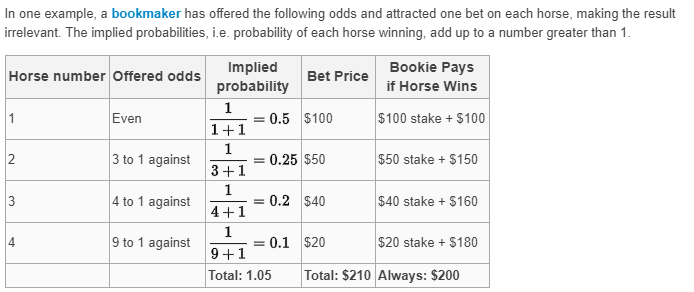 In one example, a bookmaker has offered the following odds and attracted one bet on each horse, making the result
irrelevant. The implied probabilities, i.e. probability of each horse winning, add up to a number greater than 1.
Horse number Offered odds Implied probability Bet Price Bookie Pays if Horse Wins
1 Even 1/(1+1) = 0.5 $100 $100 stake + $100
2 3 to 1 against 1/(3+1) = 0.25 $50 $50 stake + $150
3 4 to 1 against 1/(4+1) = 0.2 $40 $40 stake + $160
4 9 to 1 against 1/(9+1) = 0.1 $20 $20 stake + $180
Total: 1.05 Total: $210 Always: $200